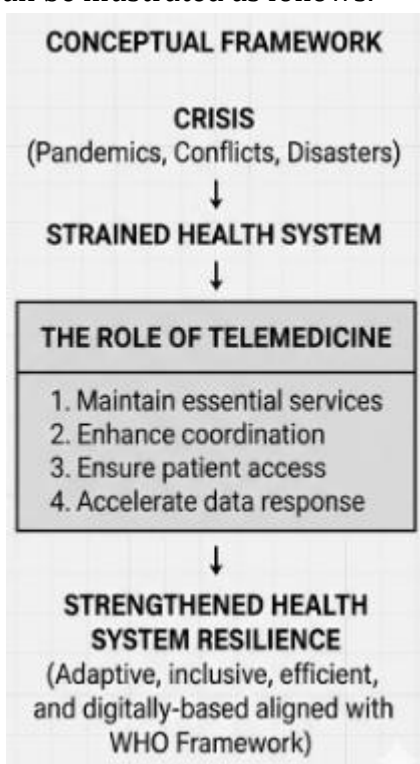 CONCEPTUAL FRAMEWORK
CRISIS
(Pandemics, Conflicts, Disasters)
↓
STRAINED HEALTH SYSTEM
↓
THE ROLE OF TELEMEDICINE
1. Maintain essential services
2. Enhance coordination
3. Ensure patient access
4. Accelerate data response
↓
STRENGTHENED HEALTH
SYSTEM RESILIENCE
(Adaptive, inclusive, efficient,
and digitally-based aligned with
WHO Framework)